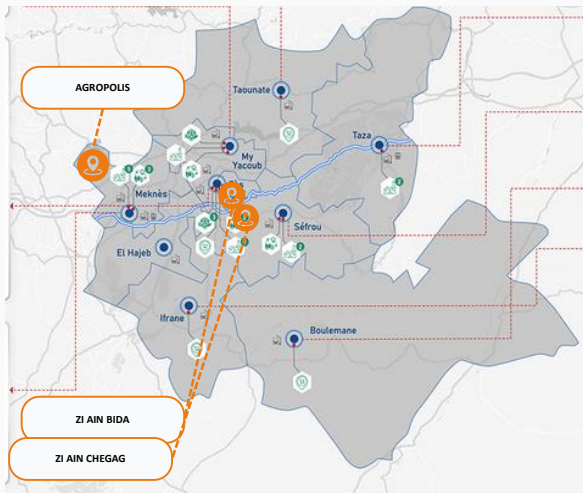 AGROPOLIS
Taounate
Taza
My
Yacoub
Meknès
Séfrou
El Hajeb
Ifrane
Boulemane
ZI AIN BIDA
ZI AIN CHEGAG